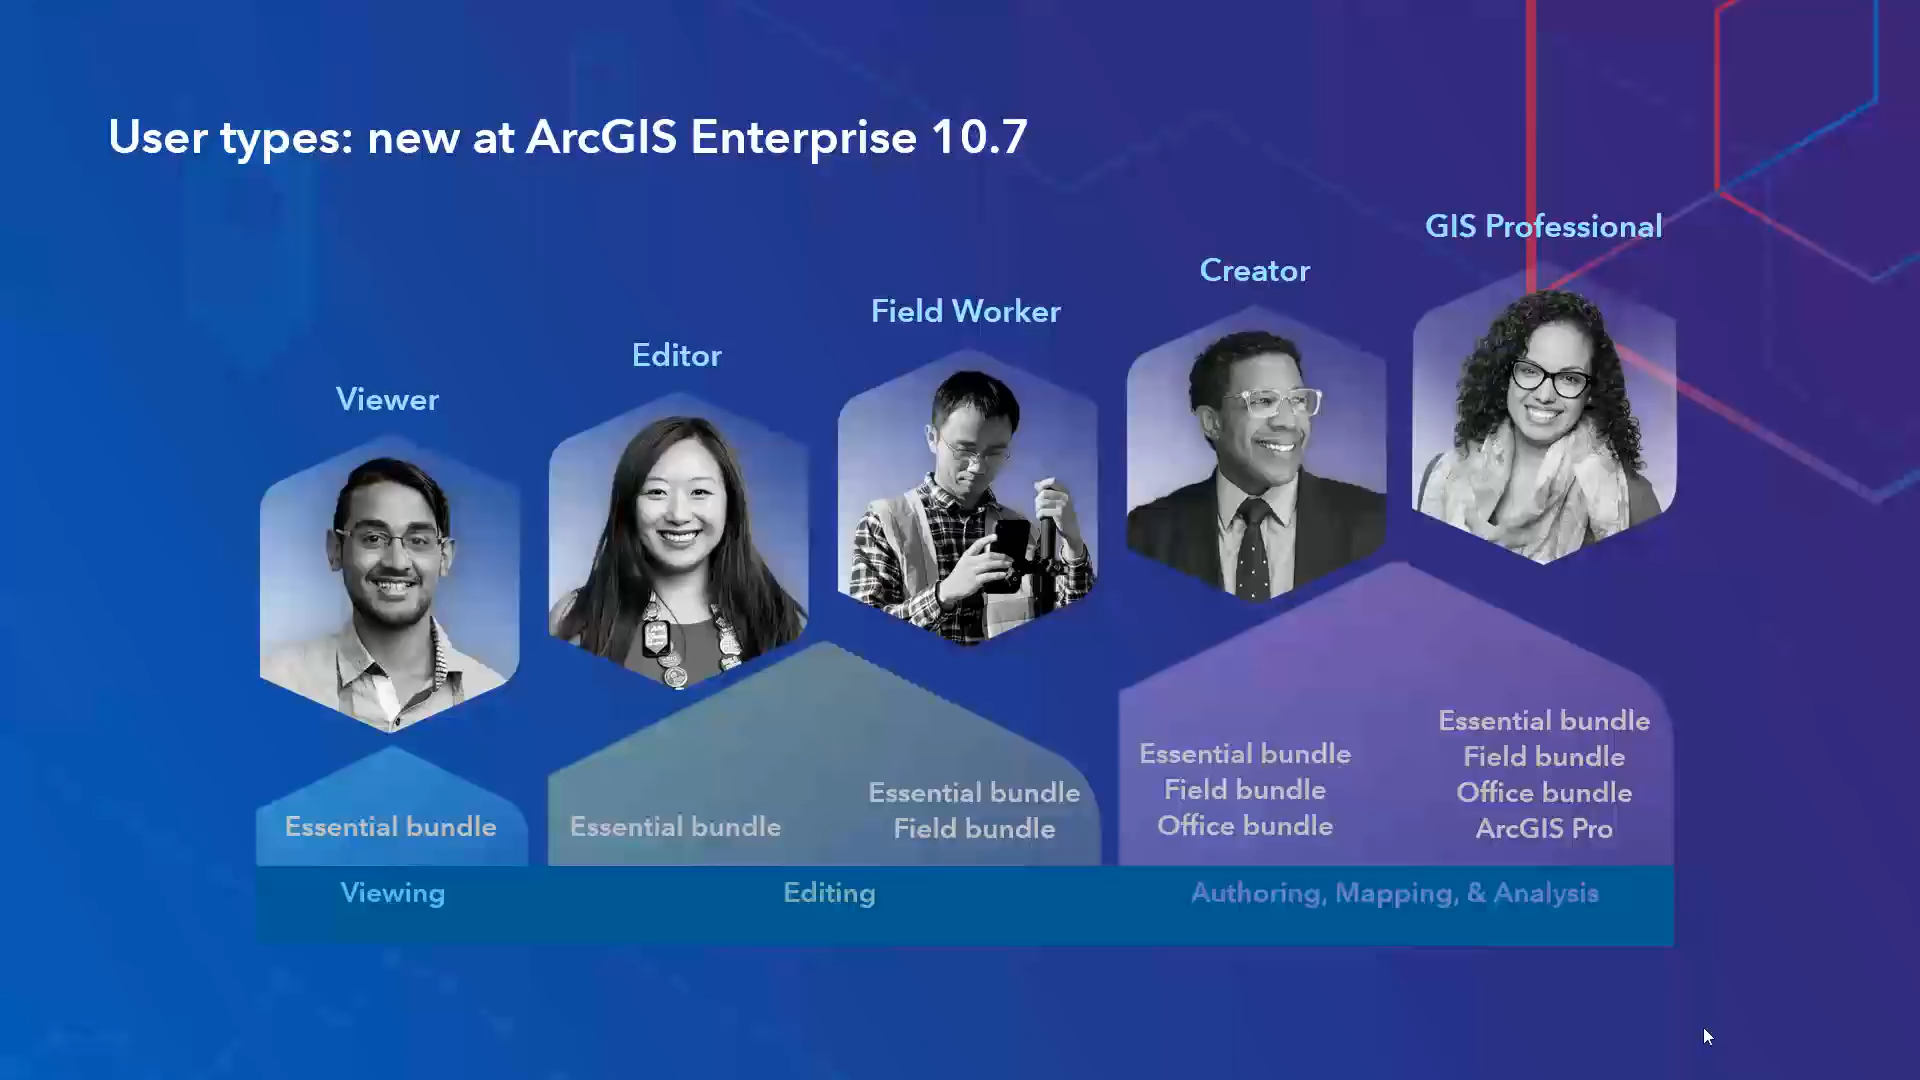 User types: new at ArcGIS Enterprise 10.7
GIS Professional
Creator
Field Worker
Editor
Viewer
Essential bundle
Essential bundle
Essential bundle
Field bundle
Essential bundle
Field bundle
Office bundle
Essential bundle
Field bundle
Office bundle
ArcGIS Pro
Viewing
Editing
Authoring, Mapping, & Analysis